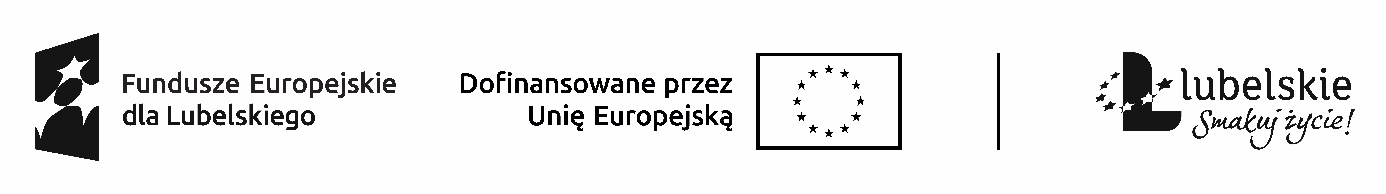 Fundusze Europejskie
dla Lubelskiego
Dofinansowane przez
Unię Europejską
lubelskie
Smakuj życie!